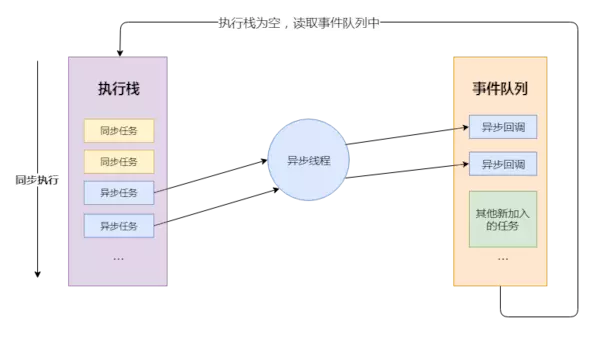 执行栈为空，读取事件队列中
执行栈
事件队列
同步任务
同步任务
异步任务
异步任务
...
同步执行
异步线程
异步回调
异步回调
其他新加入
的任务
...